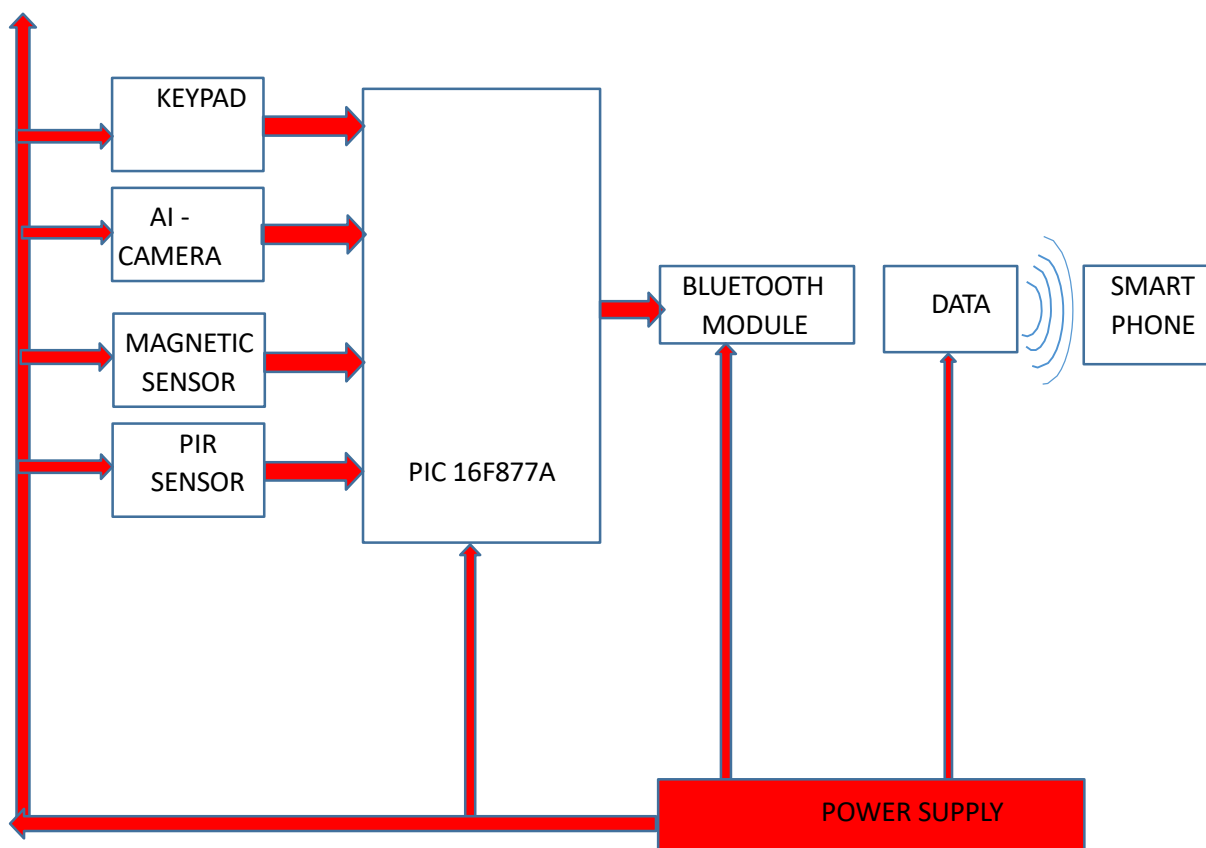 KEYPAD
AI -
CAMERA
MAGNETIC
SENSOR
PIR
SENSOR
PIC 16F877A
BLUETOOTH
MODULE
DATA
SMART
PHONE
POWER SUPPLY